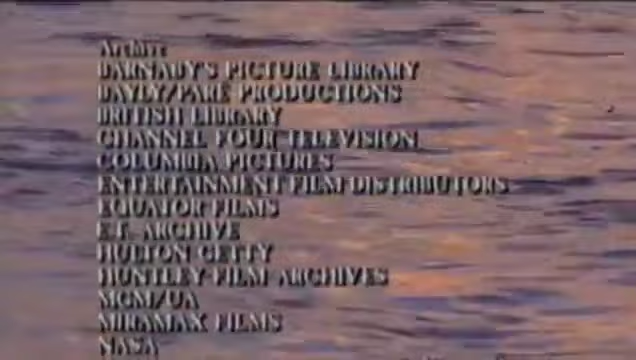 Archive
BARNABY'S PICTURE LIBRARY
BAYLY/PARÉ PRODUCTIONS
BRITISH LIBRARY
CHANNEL FOUR TELEVISION
COLUMBIA PICTURES
ENTERTAINMENT FILM DISTRIBUTORS
EQUATOR FILMS
E.T. ARCHIVE
HULTON GETTY
HUNTLEY FILM ARCHIVES
MGM/UA
MIRAMAX FILMS
NASA